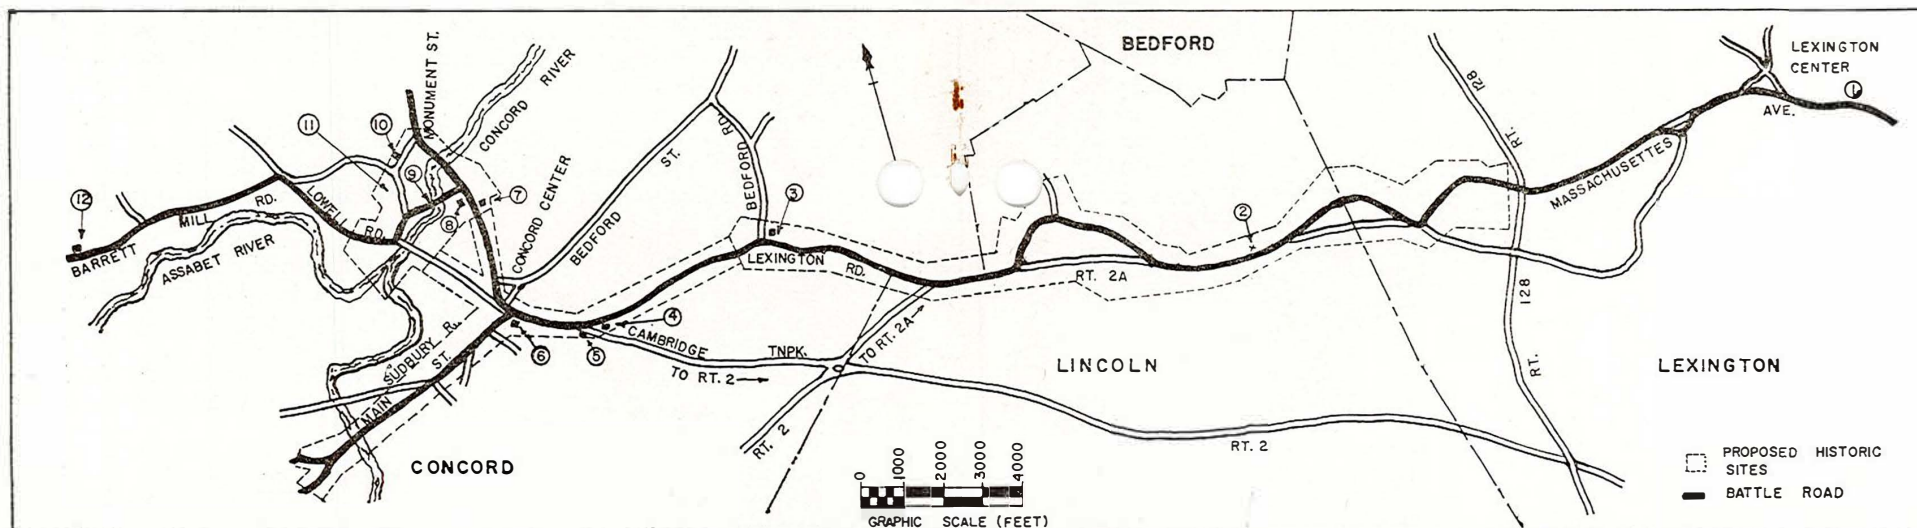 BEDFORD
LEXINGTON
CENTER
1
AVE.
MASSACHUSETTS
RT. 128
RT. 128
MONUMENT ST.
CONCORD RIVER
11
10
9
8
7
CONCORD CENTER
BEDFORD ST.
BEDFORD RD.
3
2
12
BARRETT MILL RD.
LOWELL RD.
ASSABET RIVER
LEXINGTON RD.
RT. 2A
4
5
6
CAMBRIDGE TNPK.
TO RT. 2
TO RT. 2A
SUDBURY R.
MAIN ST.
LINCOLN
LEXINGTON
RT. 2
RT. 2
CONCORD
0 1000 2000 3000 4000
GRAPHIC SCALE (FEET)
PROPOSED HISTORIC
SITES
BATTLE ROAD